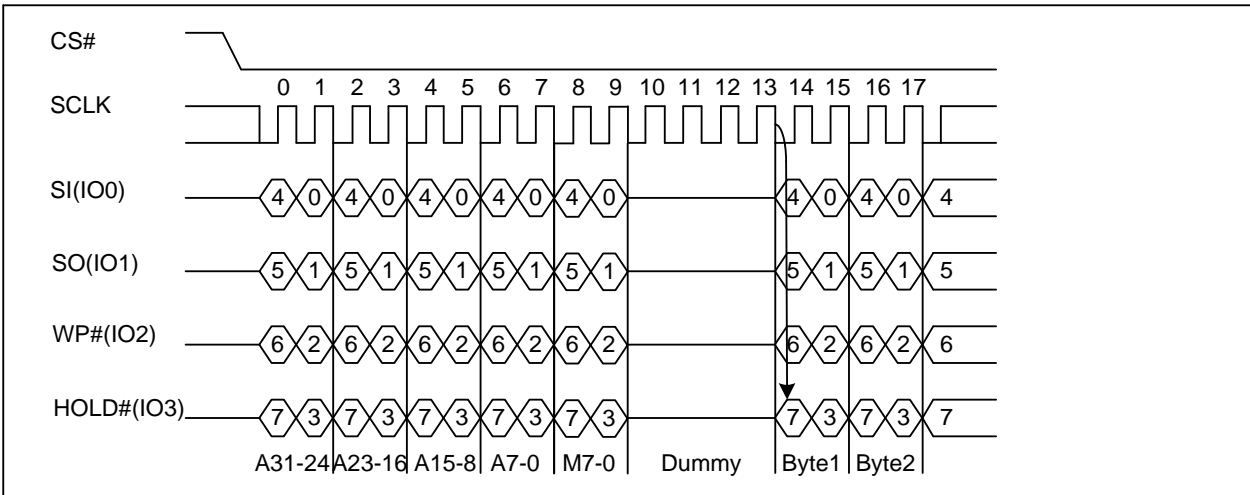 CS#
0 1 2 3 4 5 6 7 8 9 10 11 12 13 14 15 16 17
SCLK
SI(IO0) 4 0 4 0 4 0 4 0 4 0 4 0 4 0 4
SO(IO1) 5 1 5 1 5 1 5 1 5 1 5 1 5 1 5
WP#(IO2) 6 2 6 2 6 2 6 2 6 2 6 2 6 2 6
HOLD#(IO3) 7 3 7 3 7 3 7 3 7 3 7 3 7 3 7
A31-24 A23-16 A15-8 A7-0 M7-0 Dummy Byte1 Byte2